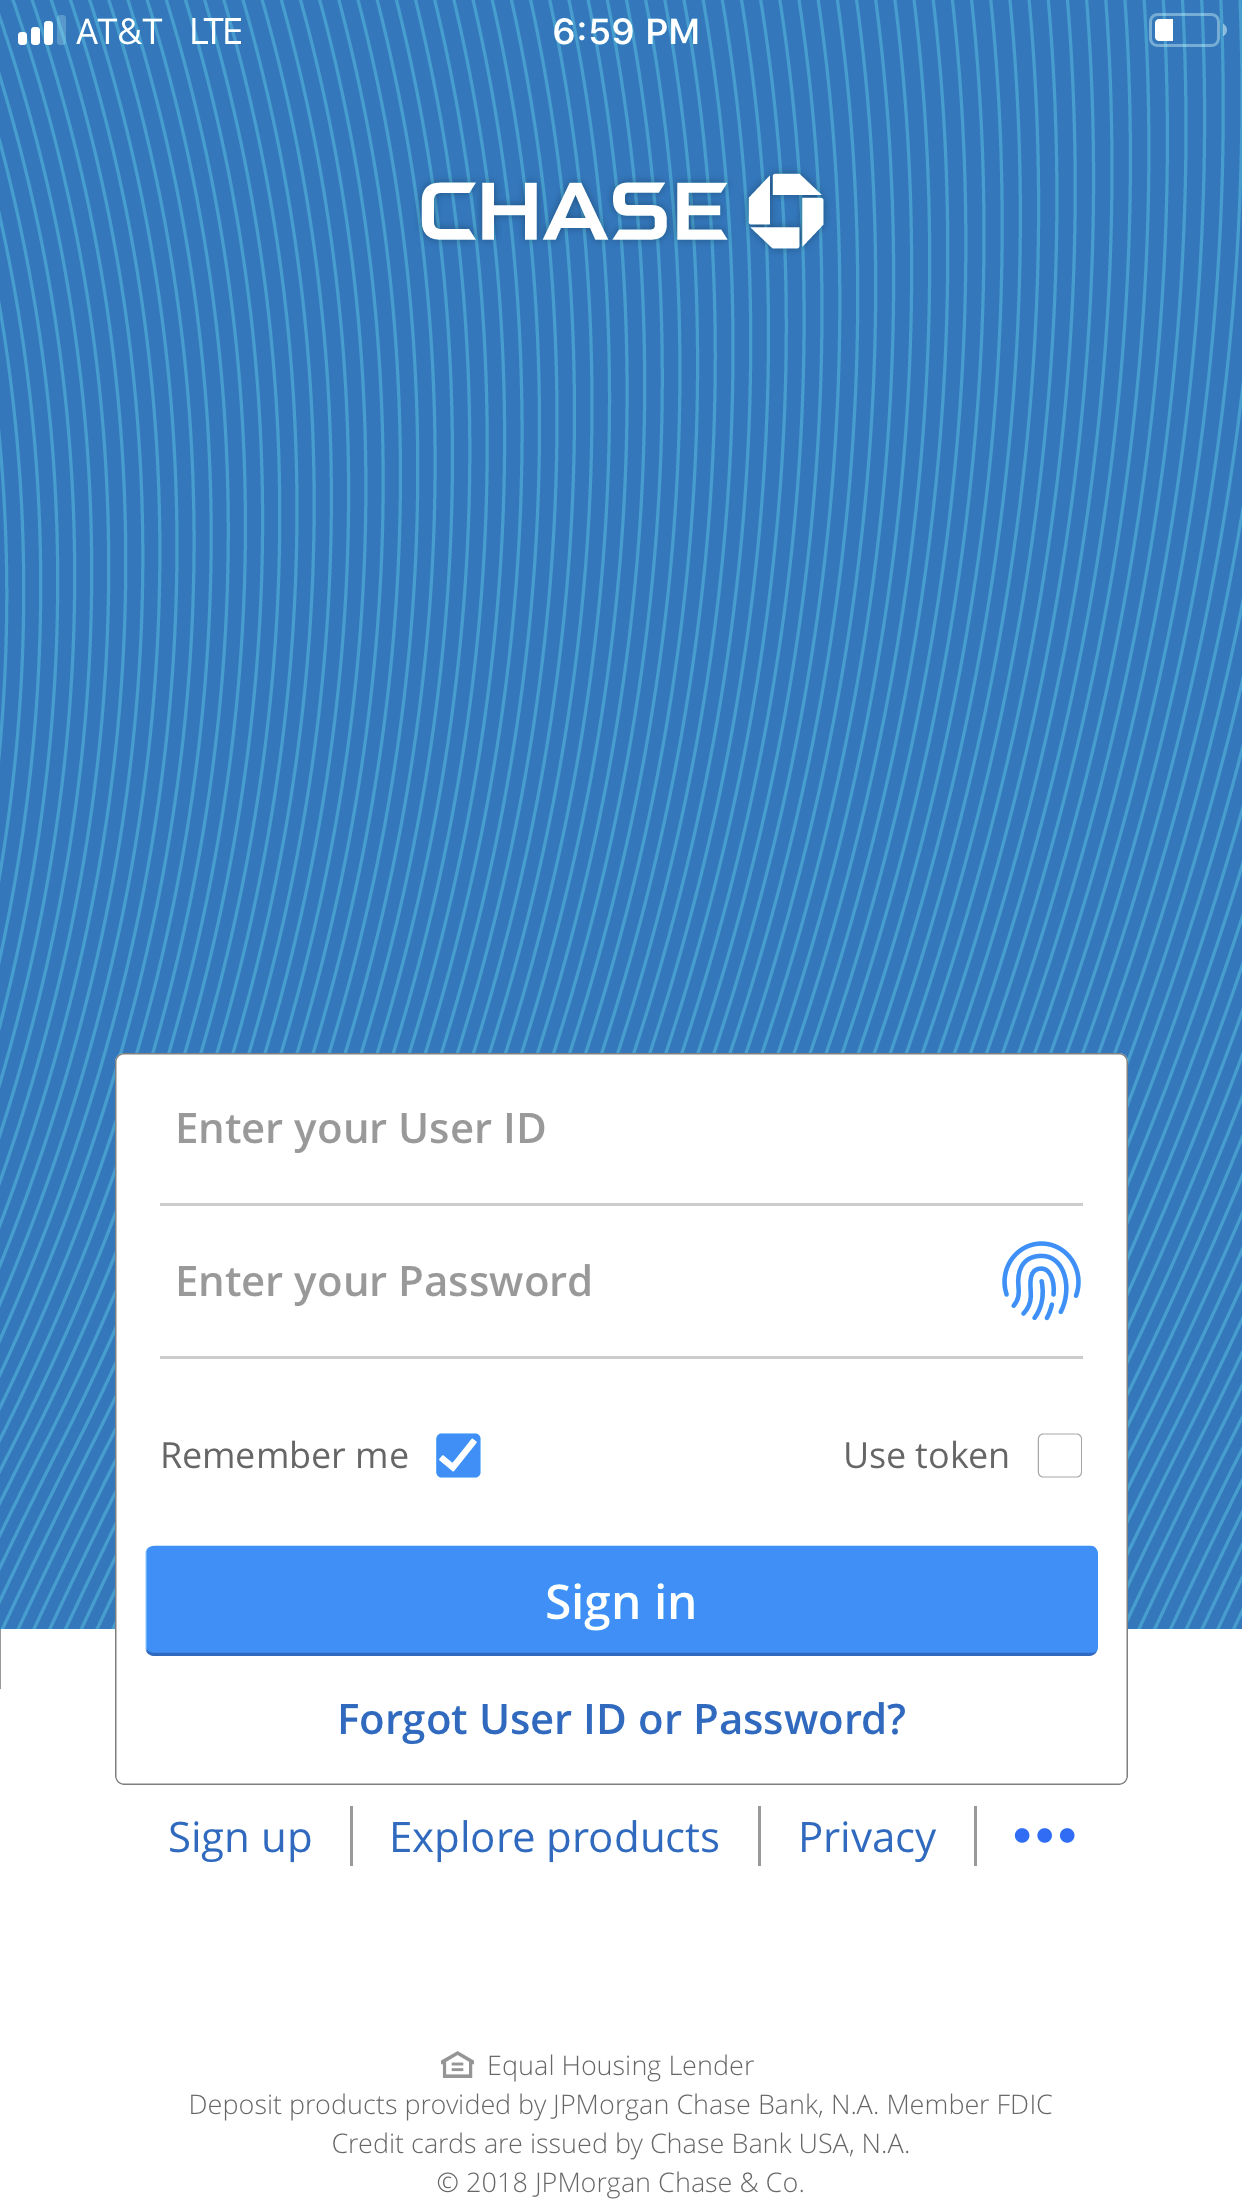 AT&T LTE 6:59 PM
CHASE
Enter your User ID
Enter your Password
Remember me Use token
Sign in
Forgot User ID or Password?
Sign up Explore products Privacy •••
Equal Housing Lender
Deposit products provided by JPMorgan Chase Bank, N.A. Member FDIC
Credit cards are issued by Chase Bank USA, N.A.
© 2018 JPMorgan Chase & Co.